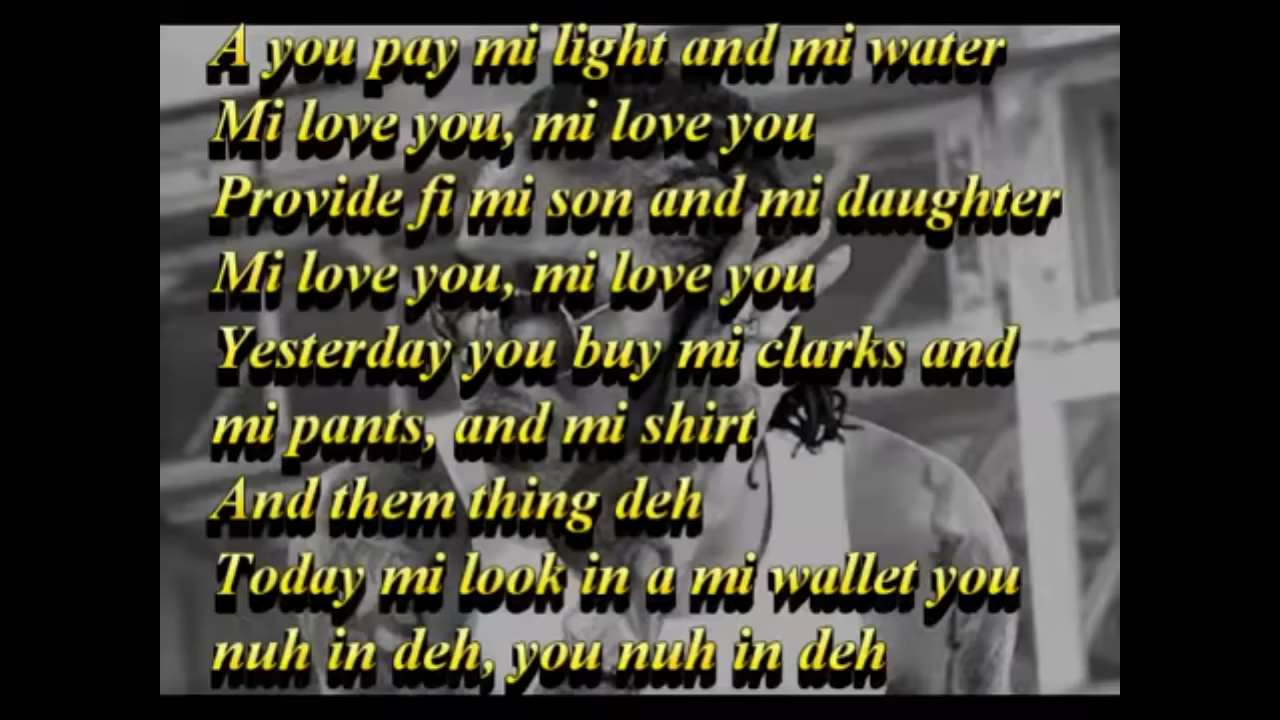 A you pay mi light and mi water
Mi love you, mi love you
Provide fi mi son and mi daughter
Mi love you, mi love you
Yesterday you buy mi clarks and
mi pants, and mi shirt
And them thing deh
Today mi look in a mi wallet you
nuh in deh, you nuh in deh